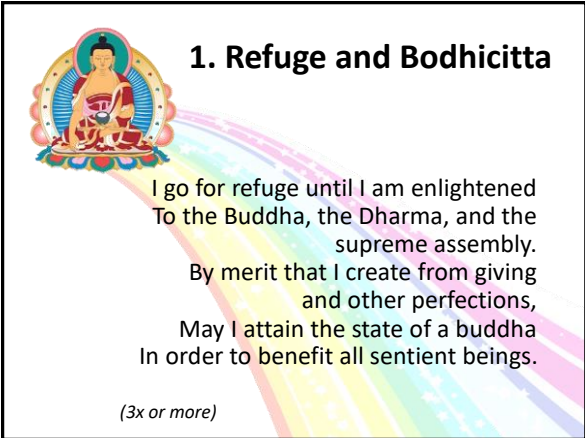 1. Refuge and Bodhicitta
I go for refuge until I am enlightened
To the Buddha, the Dharma, and the
supreme assembly.
By merit that I create from giving
and other perfections,
May I attain the state of a buddha
In order to benefit all sentient beings.
(3x or more)